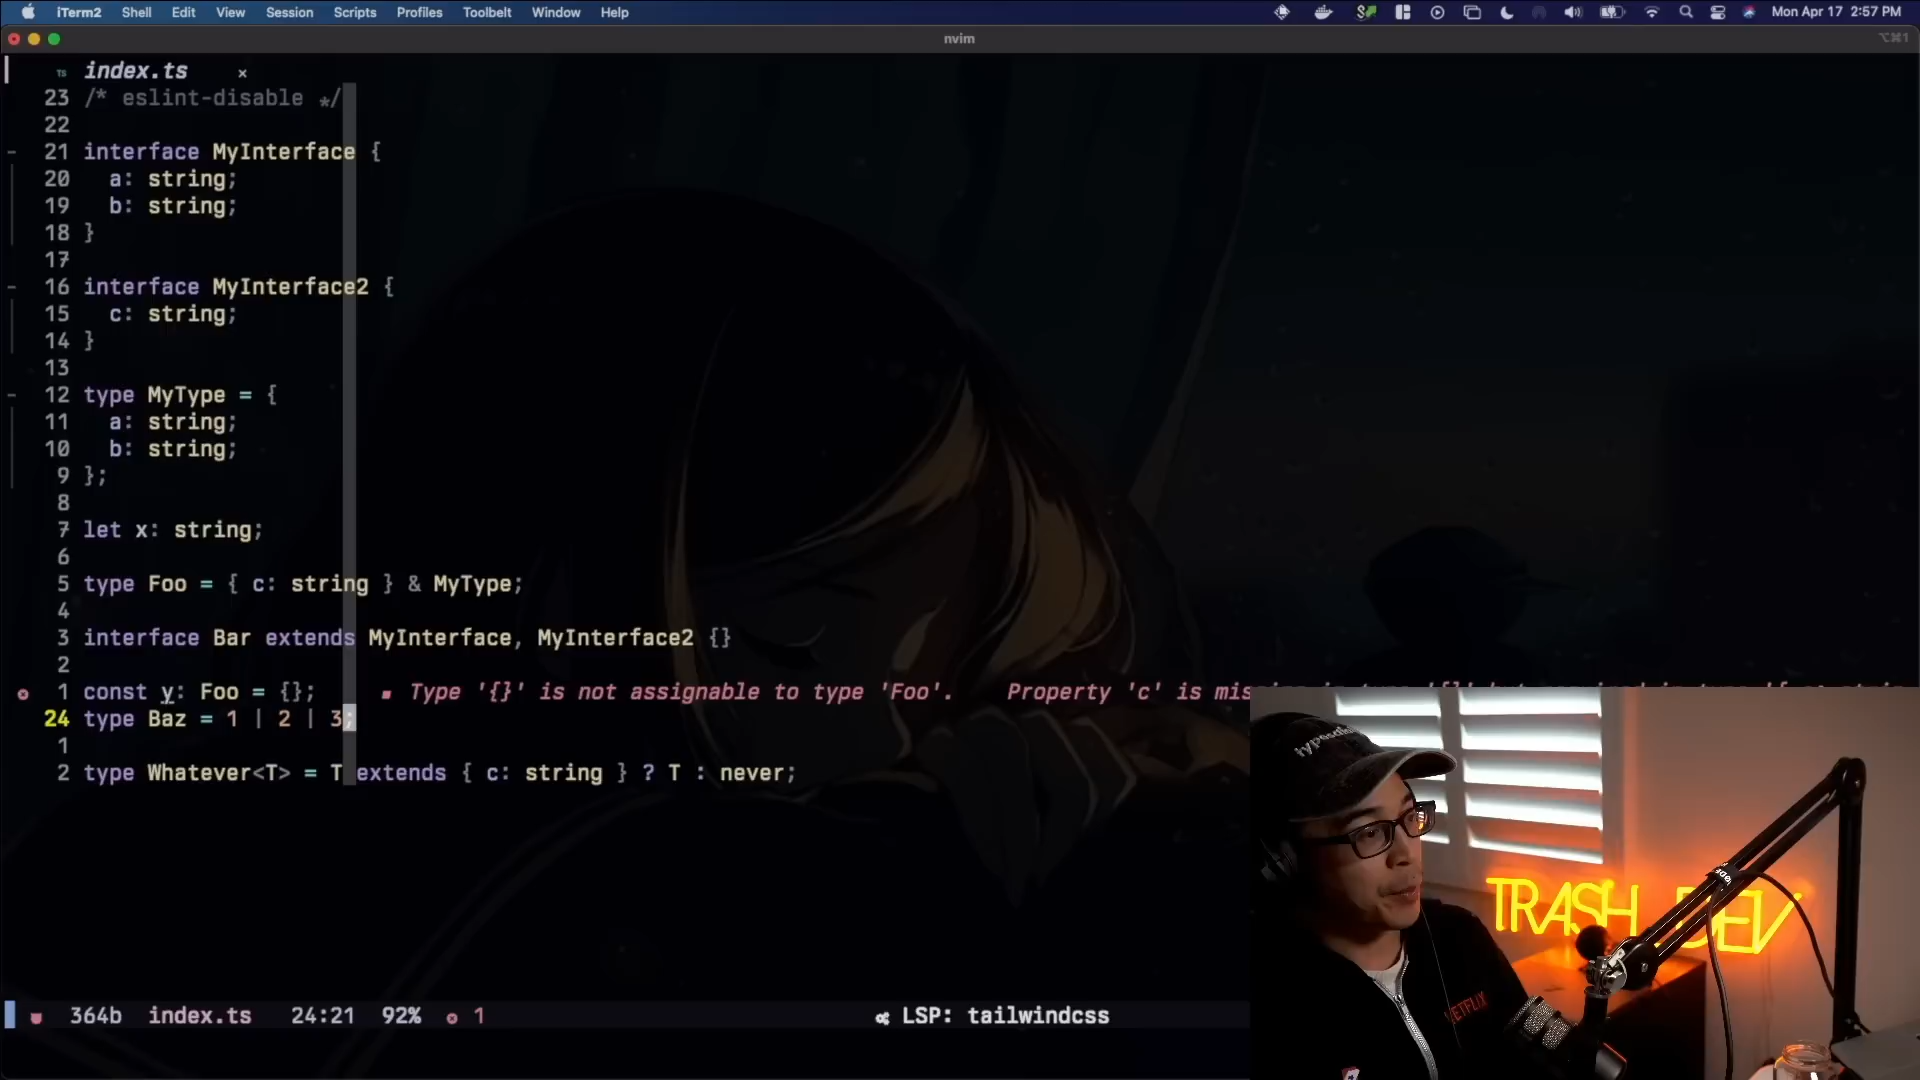 iTerm2 Shell Edit View Session Scripts Profiles Toolbelt Window Help Mon Apr 17 2:57 PM
nvim ⌥⌘1
TS index.ts ×
23 /* eslint-disable */
22
21 interface MyInterface {
20 a: string;
19 b: string;
18 }
17
16 interface MyInterface2 {
15 c: string;
14 }
13
12 type MyType = {
11 a: string;
10 b: string;
9 };
8
7 let x: string;
6
5 type Foo = { c: string } & MyType;
4
3 interface Bar extends MyInterface, MyInterface2 {}
2
1 const y: Foo = {}; ▪ Type '{}' is not assignable to type 'Foo'. Property 'c' is
24 type Baz = 1 | 2 | 3;
1
2 type Whatever<T> = T extends { c: string } ? T : never;
TRASH DEV
NETFLIX
364b index.ts 24:21 92% 1 LSP: tailwindcss